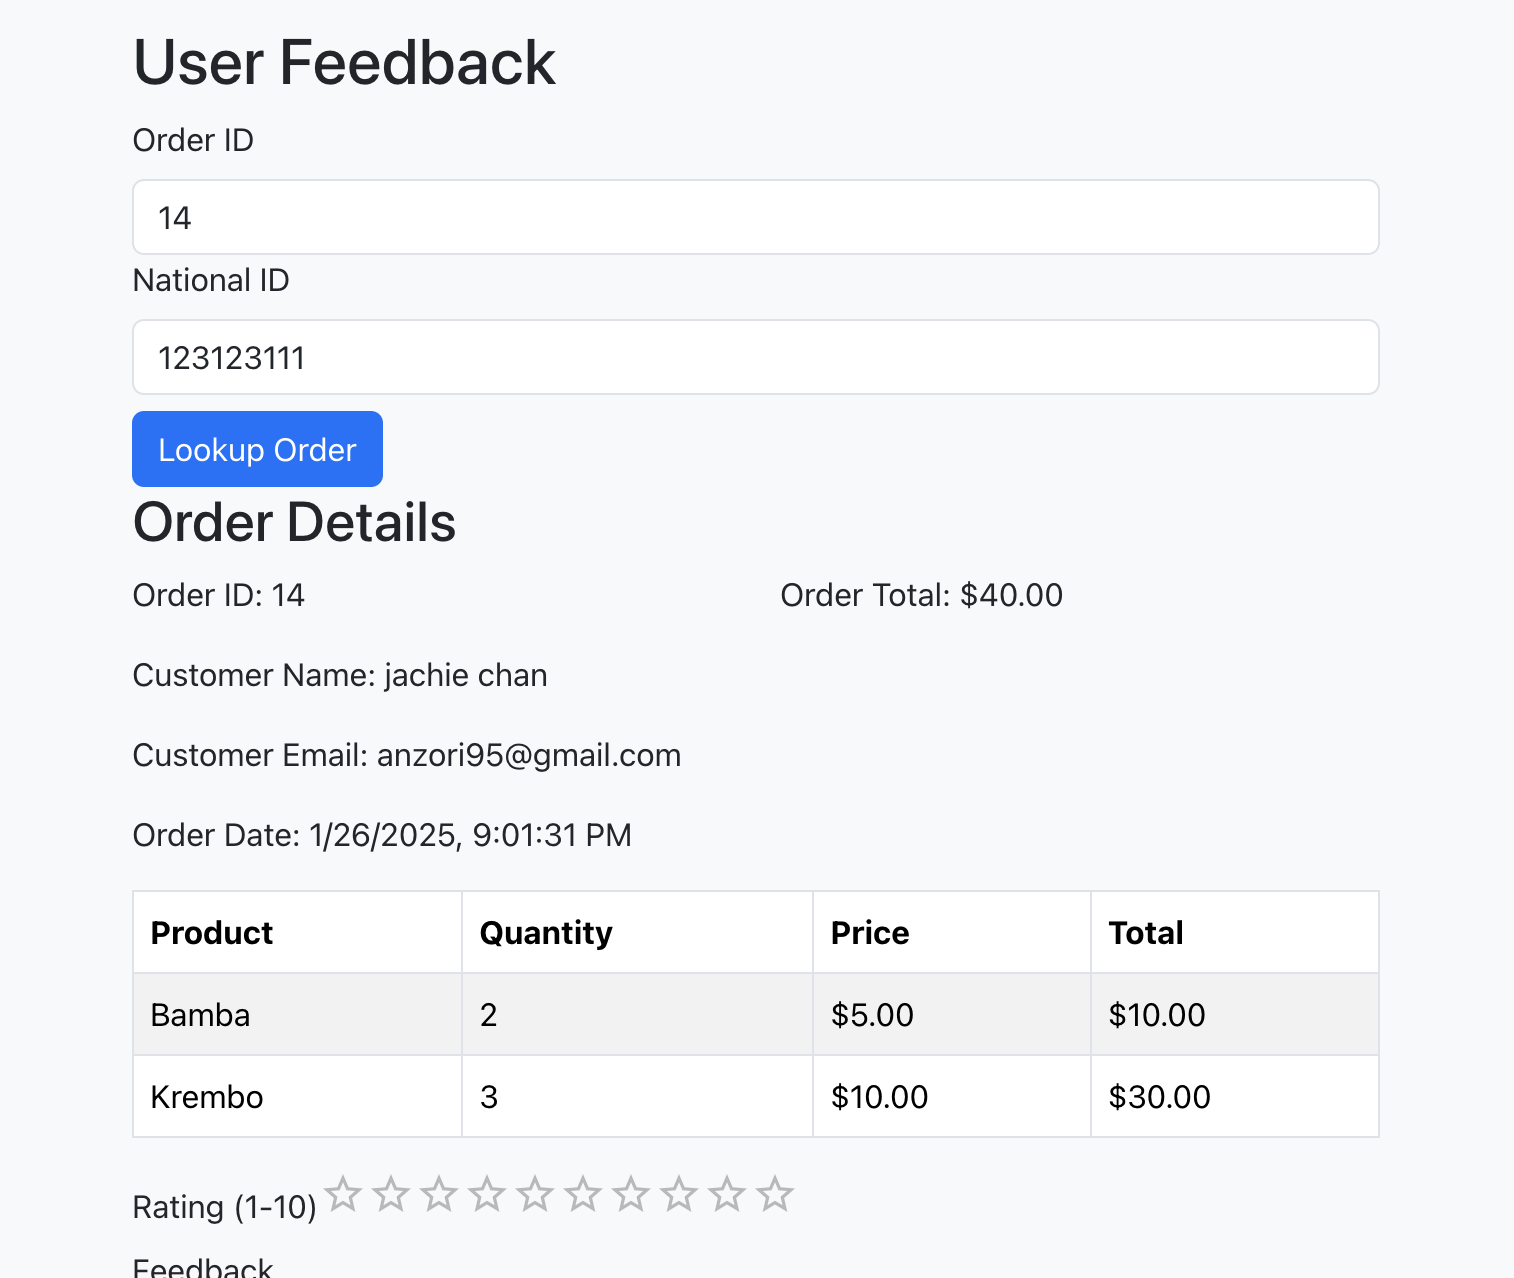 User Feedback
Order ID
14
National ID
123123111
Lookup Order
Order Details
Order ID: 14 Order Total: $40.00
Customer Name: jachie chan
Customer Email: anzori95@gmail.com
Order Date: 1/26/2025, 9:01:31 PM
Product Quantity Price Total
Bamba 2 $5.00 $10.00
Krembo 3 $10.00 $30.00
Rating (1-10)
Feedback